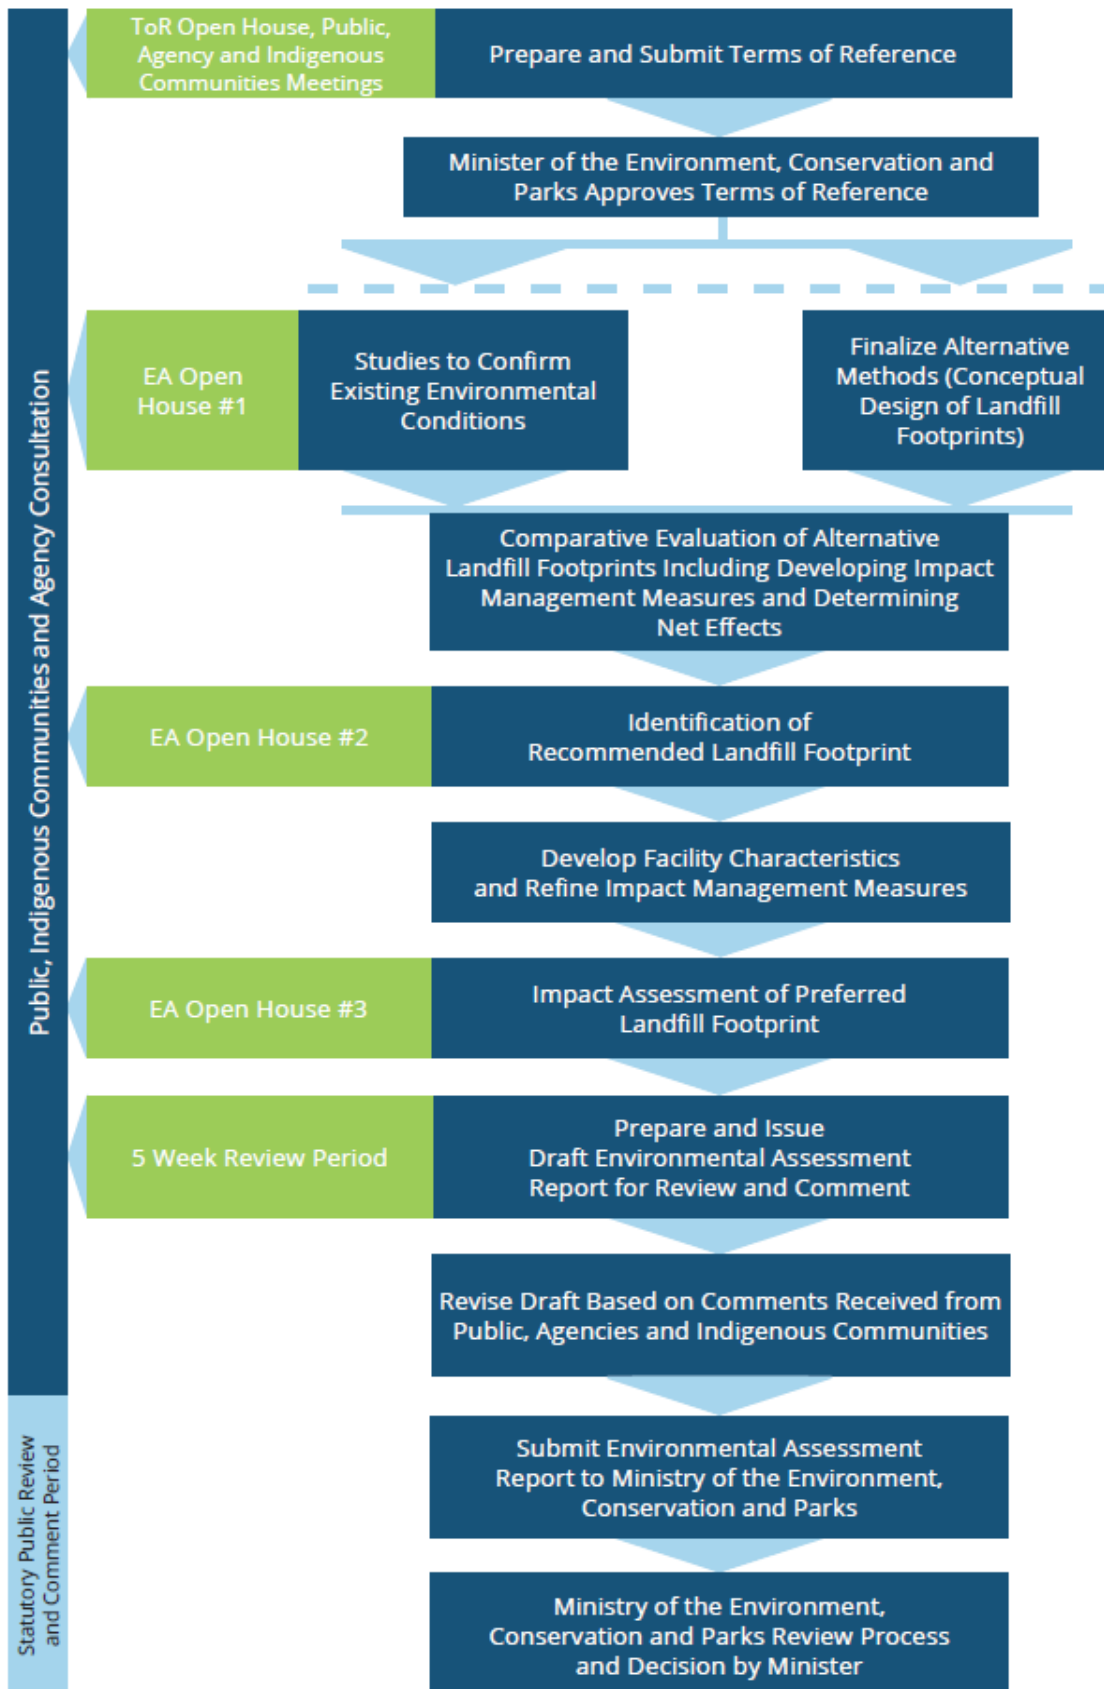 ToR Open House, Public,
Agency and Indigenous
Communities Meetings
Prepare and Submit Terms of Reference
Minister of the Environment, Conservation and
Parks Approves Terms of Reference
EA Open
House #1
Studies to Confirm
Existing Environmental
Conditions
Finalize Alternative
Methods (Conceptual
Design of Landfill
Footprints)
Comparative Evaluation of Alternative
Landfill Footprints Including Developing Impact
Management Measures and Determining
Net Effects
EA Open House #2
Identification of
Recommended Landfill Footprint
Develop Facility Characteristics
and Refine Impact Management Measures
EA Open House #3
Impact Assessment of Preferred
Landfill Footprint
5 Week Review Period
Prepare and Issue
Draft Environmental Assessment
Report for Review and Comment
Revise Draft Based on Comments Received from
Public, Agencies and Indigenous Communities
Submit Environmental Assessment
Report to Ministry of the Environment,
Conservation and Parks
Ministry of the Environment,
Conservation and Parks Review Process
and Decision by Minister
Public, Indigenous Communities and Agency Consultation
Statutory Public Review
and Comment Period